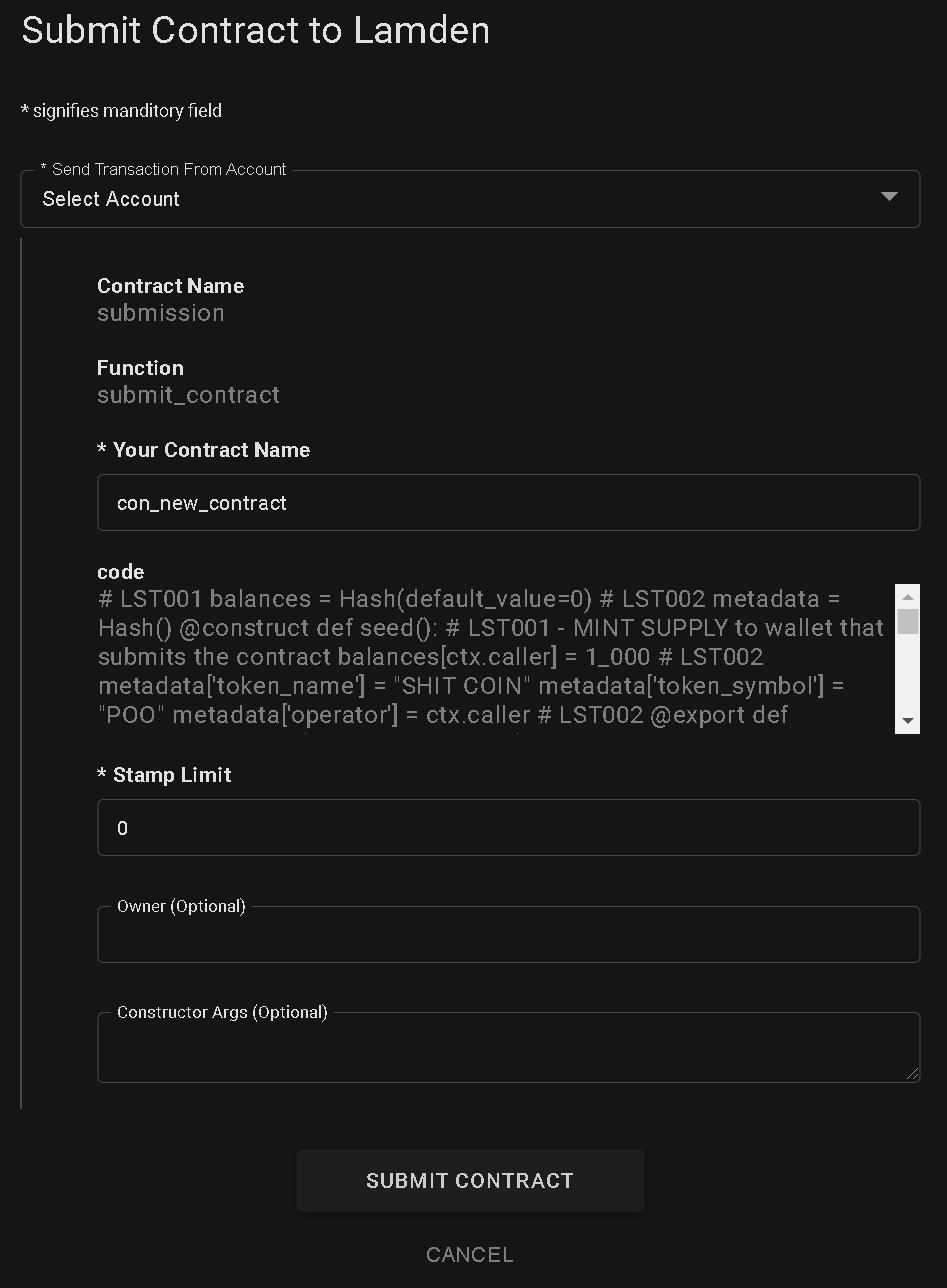 Submit Contract to Lamden
* signifies manditory field
* Send Transaction From Account
Select Account
Contract Name
submission
Function
submit_contract
* Your Contract Name
con_new_contract
code
# LST001 balances = Hash(default_value=0) # LST002 metadata =
Hash() @construct def seed(): # LST001 - MINT SUPPLY to wallet that
submits the contract balances[ctx.caller] = 1_000 # LST002
metadata['token_name'] = "SHIT COIN" metadata['token_symbol'] =
"POO" metadata['operator'] = ctx.caller # LST002 @export def
* Stamp Limit
0
Owner (Optional)
Constructor Args (Optional)
SUBMIT CONTRACT
CANCEL